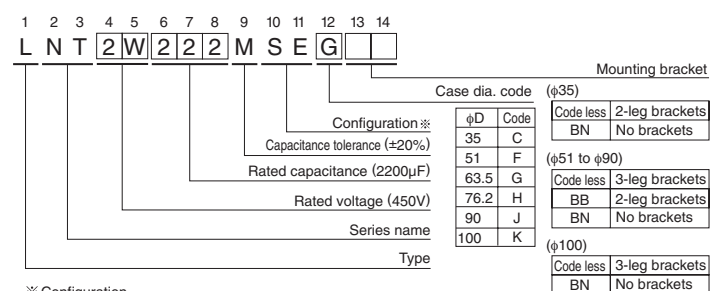 1 2 3 4 5 6 7 8 9 10 11 12 13 14
L N T 2 W 2 2 2 M S E G
Mounting bracket
Case dia. code
Configuration※
Capacitance tolerance (±20%)
Rated capacitance (2200µF)
Rated voltage (450V)
Series name
Type
φD Code
35 C
51 F
63.5 G
76.2 H
90 J
100 K
(φ35)
Code less 2-leg brackets
BN No brackets
(φ51 to φ90)
Code less 3-leg brackets
BB 2-leg brackets
BN No brackets
(φ100)
Code less 3-leg brackets
BN No brackets
※Configuration